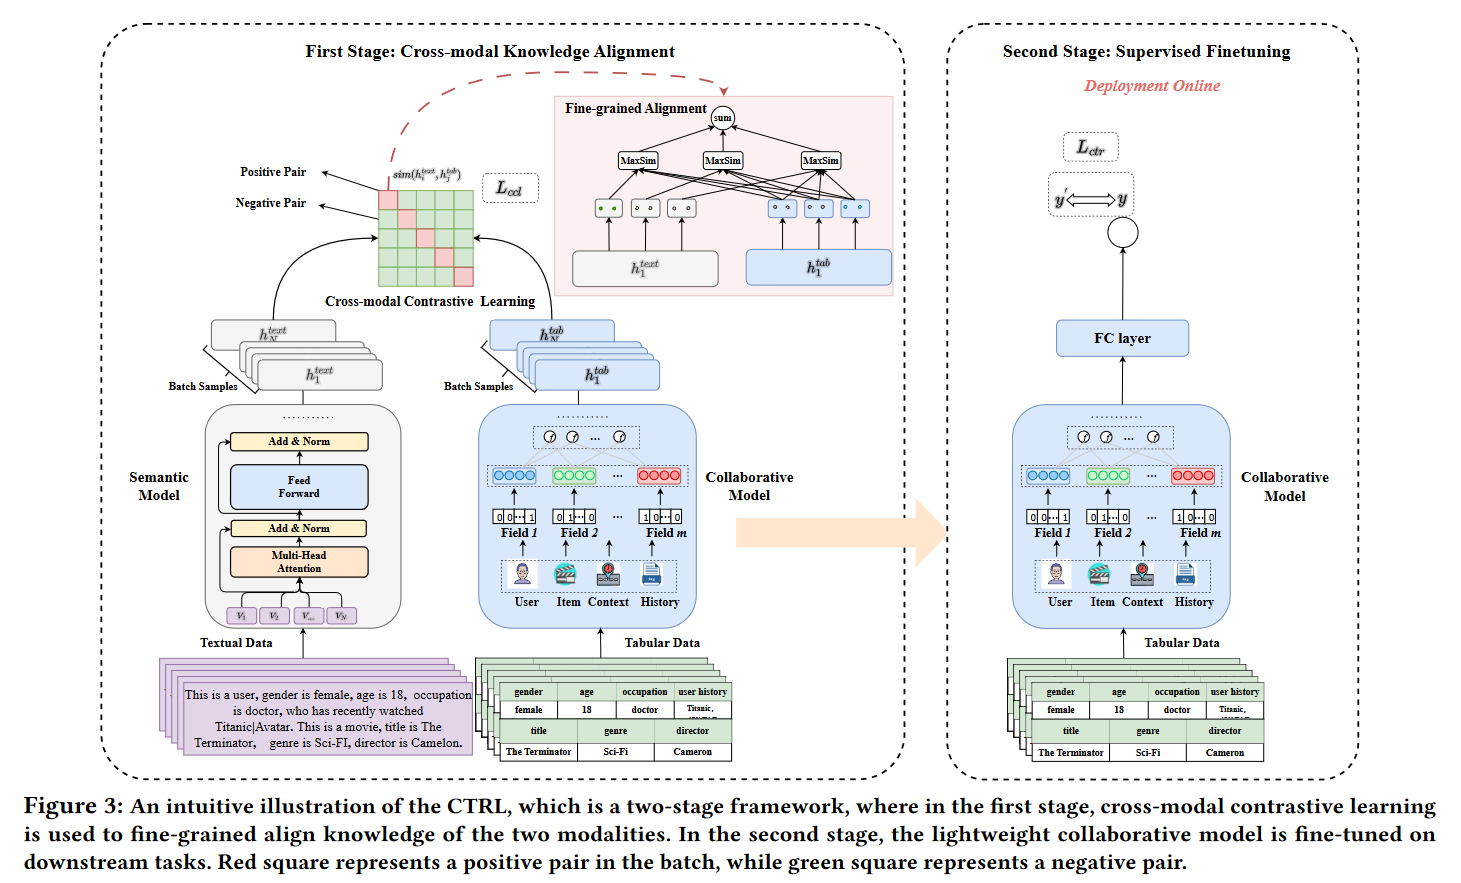 First Stage: Cross-modal Knowledge Alignment
Fine-grained Alignment
sum
MaxSim MaxSim MaxSim
h_1^{text} h_1^{tab}
Positive Pair
Negative Pair
sim(h_i^{text}, h_j^{tab})
L_{ccl}
Cross-modal Contrastive Learning
h_N^{text}
h_1^{text}
Batch Samples
h_N^{tab}
h_1^{tab}
Batch Samples
Semantic
Model
............
Add & Norm
Feed
Forward
Add & Norm
Multi-Head
Attention
V_1 V_2 V_{...} V_N
Textual Data
This is a user, gender is female, age is 18, occupation
is doctor, who has recently watched
Titanic|Avatar. This is a movie, title is The
Terminator, genre is Sci-FI, director is Camelon.
............
f f ... f
...
0 0 ... 1 0 1 ... 0 ... 1 0 ... 0
Field 1 Field 2 Field m
User Item Context History
Collaborative
Model
Tabular Data
gender age occupation user history
female 18 doctor Titanic,
title genre director
The Terminator Sci-Fi Cameron
Second Stage: Supervised Finetuning
Deployment Online
L_{ctr}
y' y
FC layer
............
f f ... f
...
0 0 ... 1 0 1 ... 0 ... 1 0 ... 0
Field 1 Field 2 Field m
User Item Context History
Collaborative
Model
Tabular Data
gender age occupation user history
female 18 doctor Titanic,
title genre director
The Terminator Sci-Fi Cameron
Figure 3: An intuitive illustration of the CTRL, which is a two-stage framework, where in the first stage, cross-modal contrastive learning
is used to fine-grained align knowledge of the two modalities. In the second stage, the lightweight collaborative model is fine-tuned on
downstream tasks. Red square represents a positive pair in the batch, while green square represents a negative pair.